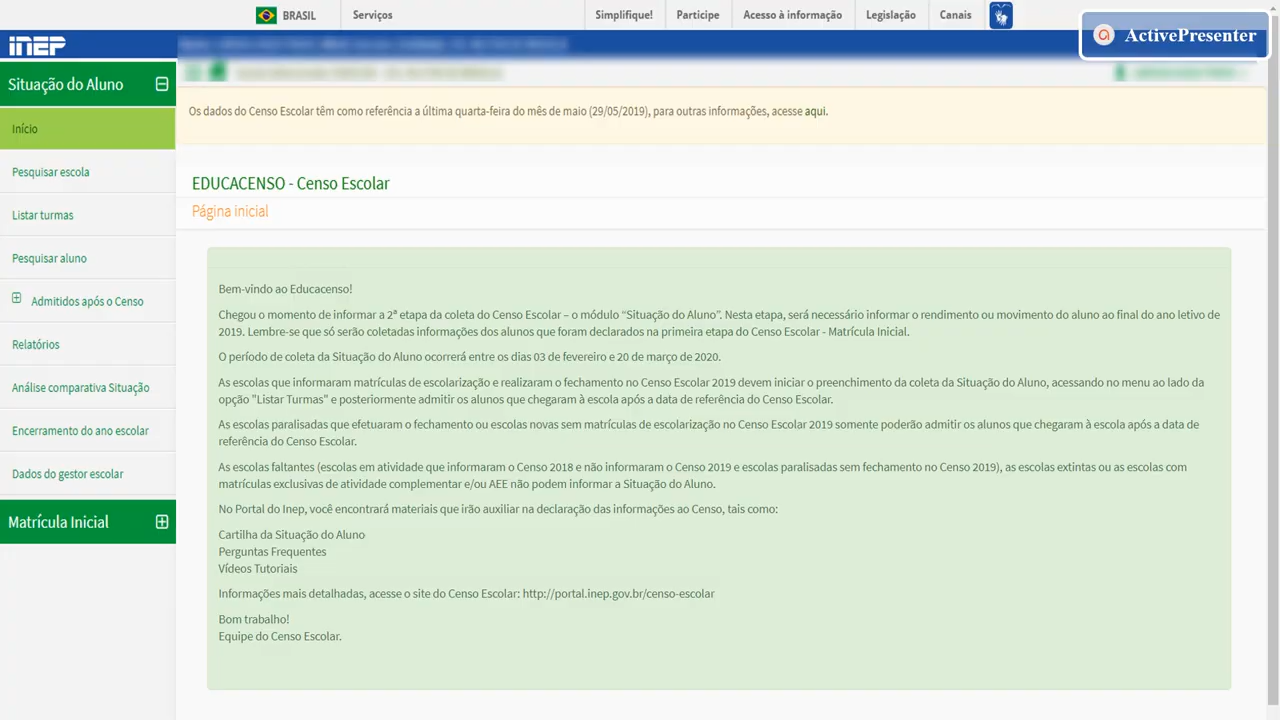 BRASIL
Serviços
Simplifique!
Participe
Acesso à informação
Legislação
Canais
ActivePresenter
INEP
Situação do Aluno
Início
Pesquisar escola
Listar turmas
Pesquisar aluno
Admitidos após o Censo
Relatórios
Análise comparativa Situação
Encerramento do ano escolar
Dados do gestor escolar
Matrícula Inicial
Os dados do Censo Escolar têm como referência a última quarta-feira do mês de maio (29/05/2019), para outras informações, acesse aqui.
EDUCACENSO - Censo Escolar
Página inicial
Bem-vindo ao Educacenso!
Chegou o momento de informar a 2ª etapa da coleta do Censo Escolar – o módulo “Situação do Aluno”. Nesta etapa, será necessário informar o rendimento ou movimento do aluno ao final do ano letivo de
2019. Lembre-se que só serão coletadas informações dos alunos que foram declarados na primeira etapa do Censo Escolar - Matrícula Inicial.
O período de coleta da Situação do Aluno ocorrerá entre os dias 03 de fevereiro e 20 de março de 2020.
As escolas que informaram matrículas de escolarização e realizaram o fechamento no Censo Escolar 2019 devem iniciar o preenchimento da coleta da Situação do Aluno, acessando no menu ao lado da
opção "Listar Turmas" e posteriormente admitir os alunos que chegaram à escola após a data de referência do Censo Escolar.
As escolas paralisadas que efetuaram o fechamento ou escolas novas sem matrículas de escolarização no Censo Escolar 2019 somente poderão admitir os alunos que chegaram à escola após a data de
referência do Censo Escolar.
As escolas faltantes (escolas em atividade que informaram o Censo 2018 e não informaram o Censo 2019 e escolas paralisadas sem fechamento no Censo 2019), as escolas extintas ou as escolas com
matrículas exclusivas de atividade complementar e/ou AEE não podem informar a Situação do Aluno.
No Portal do Inep, você encontrará materiais que irão auxiliar na declaração das informações ao Censo, tais como:
Cartilha da Situação do Aluno
Perguntas Frequentes
Vídeos Tutoriais
Informações mais detalhadas, acesse o site do Censo Escolar: http://portal.inep.gov.br/censo-escolar
Bom trabalho!
Equipe do Censo Escolar.